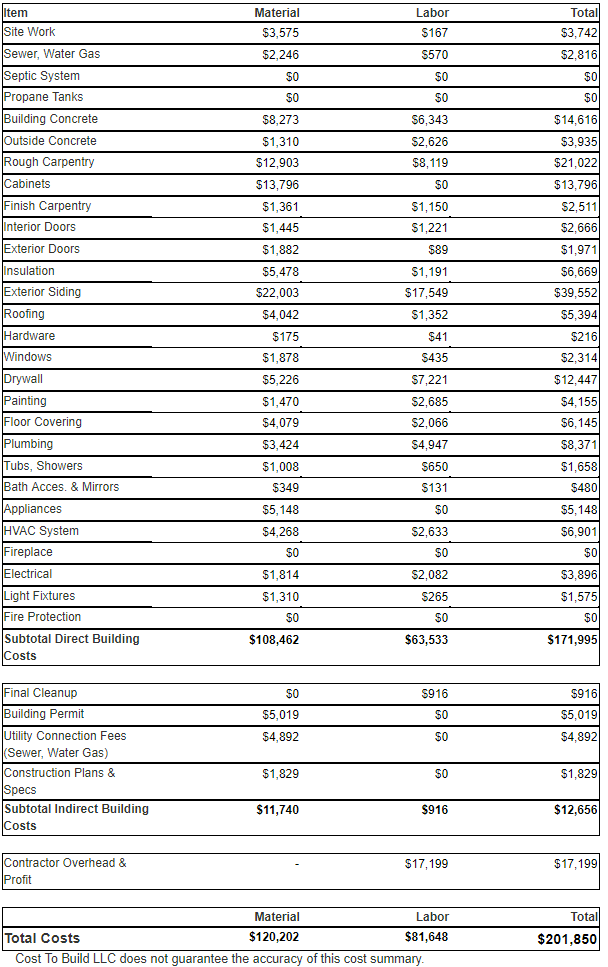 Item Material Labor Total
Site Work $3,575 $167 $3,742
Sewer, Water Gas $2,246 $570 $2,816
Septic System $0 $0 $0
Propane Tanks $0 $0 $0
Building Concrete $8,273 $6,343 $14,616
Outside Concrete $1,310 $2,626 $3,935
Rough Carpentry $12,903 $8,119 $21,022
Cabinets $13,796 $0 $13,796
Finish Carpentry $1,361 $1,150 $2,511
Interior Doors $1,445 $1,221 $2,666
Exterior Doors $1,882 $89 $1,971
Insulation $5,478 $1,191 $6,669
Exterior Siding $22,003 $17,549 $39,552
Roofing $4,042 $1,352 $5,394
Hardware $175 $41 $216
Windows $1,878 $435 $2,314
Drywall $5,226 $7,221 $12,447
Painting $1,470 $2,685 $4,155
Floor Covering $4,079 $2,066 $6,145
Plumbing $3,424 $4,947 $8,371
Tubs, Showers $1,008 $650 $1,658
Bath Acces. & Mirrors $349 $131 $480
Appliances $5,148 $0 $5,148
HVAC System $4,268 $2,633 $6,901
Fireplace $0 $0 $0
Electrical $1,814 $2,082 $3,896
Light Fixtures $1,310 $265 $1,575
Fire Protection $0 $0 $0
Subtotal Direct Building $108,462 $63,533 $171,995
Costs
Final Cleanup $0 $916 $916
Building Permit $5,019 $0 $5,019
Utility Connection Fees $4,892 $0 $4,892
(Sewer, Water Gas)
Construction Plans & $1,829 $0 $1,829
Specs
Subtotal Indirect Building $11,740 $916 $12,656
Costs
Contractor Overhead & - $17,199 $17,199
Profit
Material Labor Total
Total Costs $120,202 $81,648 $201,850
Cost To Build LLC does not guarantee the accuracy of this cost summary.